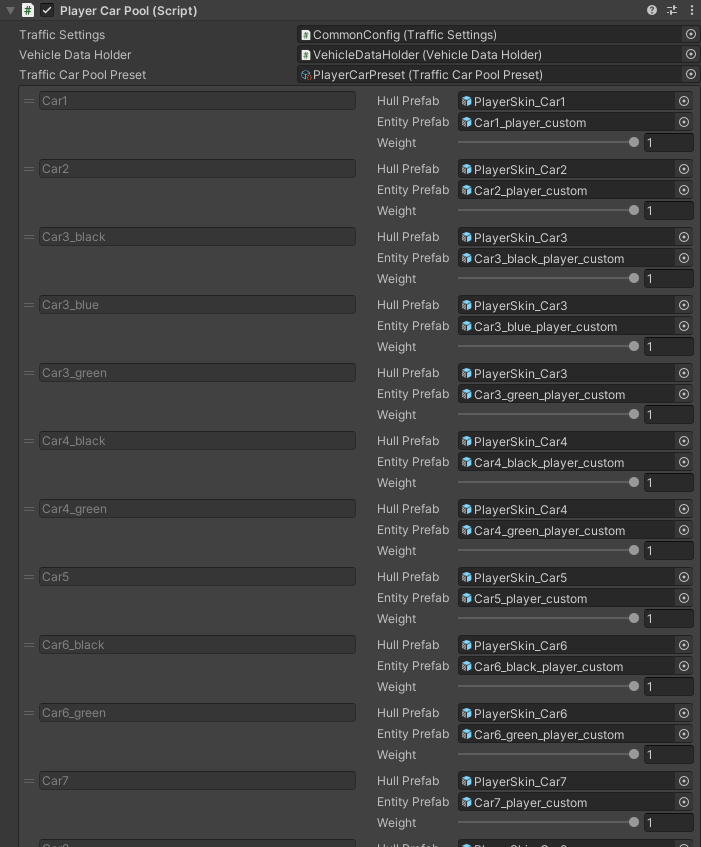 Player Car Pool (Script)
Traffic Settings CommonConfig (Traffic Settings)
Vehicle Data Holder VehicleDataHolder (Vehicle Data Holder)
Traffic Car Pool Preset PlayerCarPreset (Traffic Car Pool Preset)
Car1 Hull Prefab PlayerSkin_Car1
Entity Prefab Car1_player_custom
Weight 1
Car2 Hull Prefab PlayerSkin_Car2
Entity Prefab Car2_player_custom
Weight 1
Car3_black Hull Prefab PlayerSkin_Car3
Entity Prefab Car3_black_player_custom
Weight 1
Car3_blue Hull Prefab PlayerSkin_Car3
Entity Prefab Car3_blue_player_custom
Weight 1
Car3_green Hull Prefab PlayerSkin_Car3
Entity Prefab Car3_green_player_custom
Weight 1
Car4_black Hull Prefab PlayerSkin_Car4
Entity Prefab Car4_black_player_custom
Weight 1
Car4_green Hull Prefab PlayerSkin_Car4
Entity Prefab Car4_green_player_custom
Weight 1
Car5 Hull Prefab PlayerSkin_Car5
Entity Prefab Car5_player_custom
Weight 1
Car6_black Hull Prefab PlayerSkin_Car6
Entity Prefab Car6_black_player_custom
Weight 1
Car6_green Hull Prefab PlayerSkin_Car6
Entity Prefab Car6_green_player_custom
Weight 1
Car7 Hull Prefab PlayerSkin_Car7
Entity Prefab Car7_player_custom
Weight 1